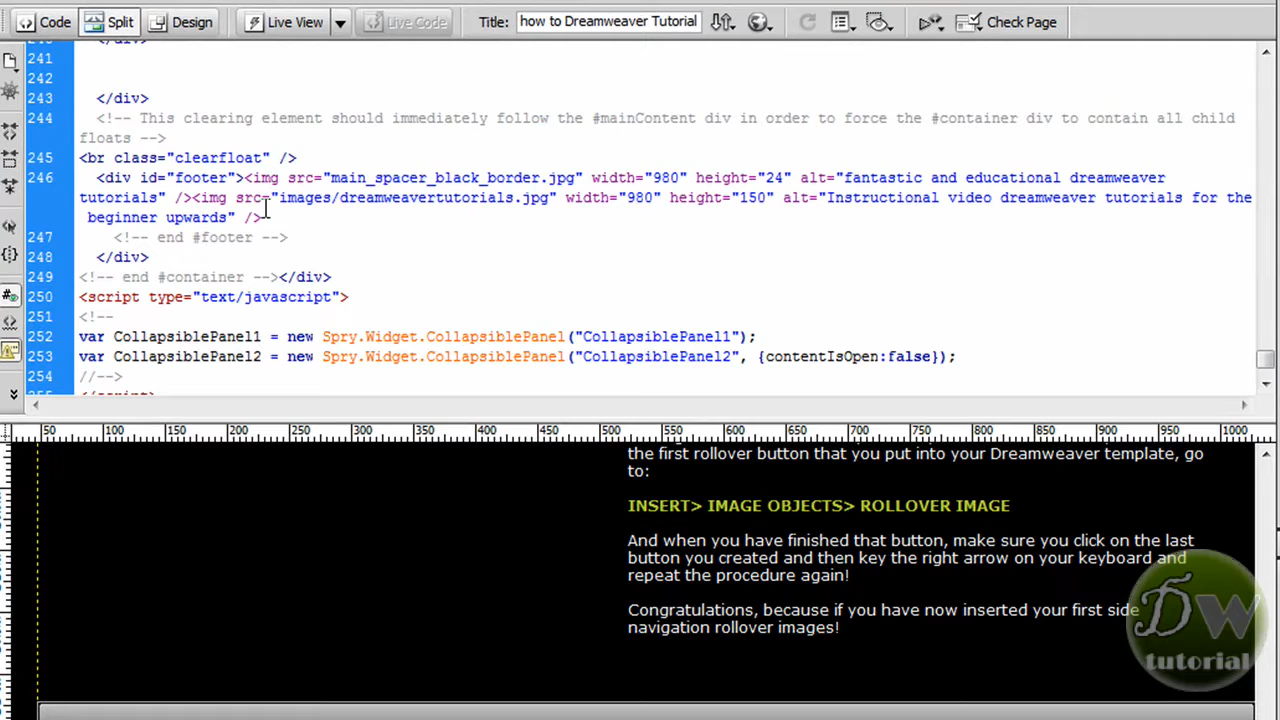 Code Split Design Live View Live Code Title: how to Dreamweaver Tutorial Check Page
</div>
241
242
243 </div>
244 <!-- This clearing element should immediately follow the #mainContent div in order to force the #container div to contain all child
floats -->
245 <br class="clearfloat" />
246 <div id="footer"><img src="main_spacer_black_border.jpg" width="980" height="24" alt="fantastic and educational dreamweaver
tutorials" /><img src="images/dreamweavertutorials.jpg" width="980" height="150" alt="Instructional video dreamweaver tutorials for the
beginner upwards" />
247 <!-- end #footer -->
248 </div>
249 <!-- end #container --></div>
250 <script type="text/javascript">
251 <!--
252 var CollapsiblePanel1 = new Spry.Widget.CollapsiblePanel("CollapsiblePanel1");
253 var CollapsiblePanel2 = new Spry.Widget.CollapsiblePanel("CollapsiblePanel2", {contentIsOpen:false});
254 //-->
50 100 150 200 250 300 350 400 450 500 550 600 650 700 750 800 850 900 950 1000
the first rollover button that you put into your Dreamweaver template, go
to:
INSERT> IMAGE OBJECTS> ROLLOVER IMAGE
And when you have finished that button, make sure you click on the last
button you created and then key the right arrow on your keyboard and
repeat the procedure again!
Congratulations, because if you have now inserted your first side
navigation rollover images!
Dw
tutorial